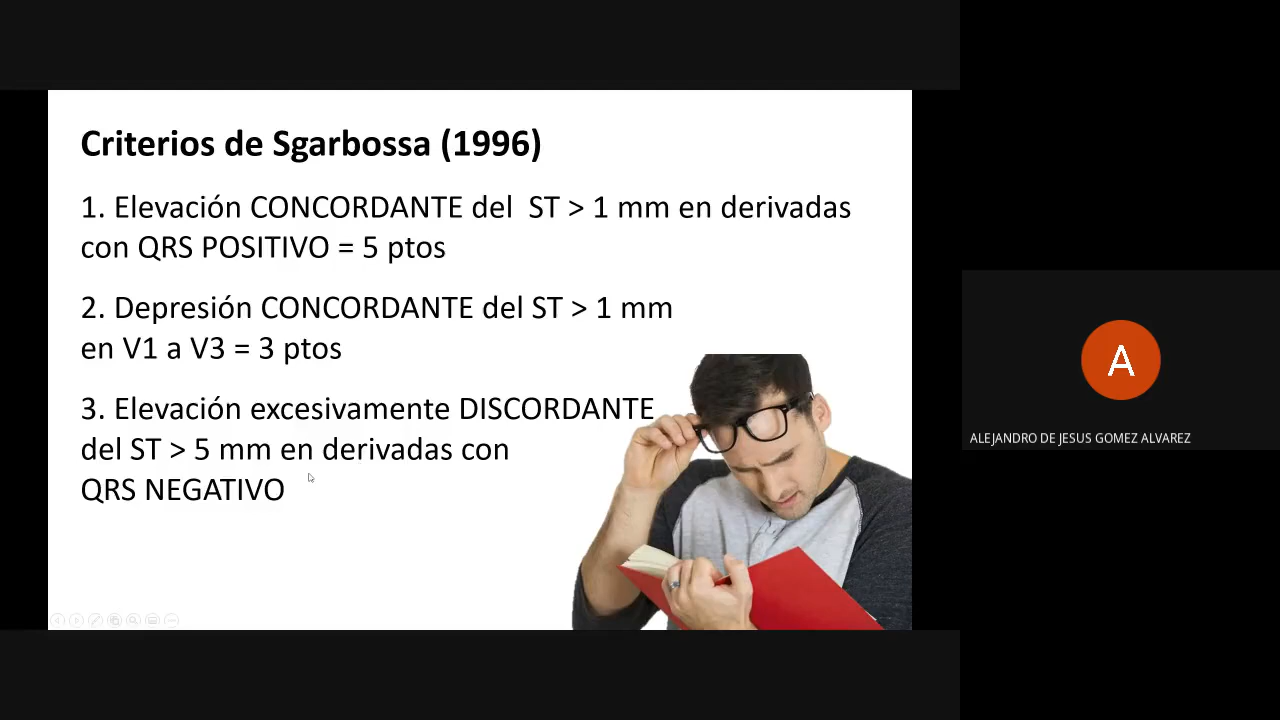 Criterios de Sgarbossa (1996)
1. Elevación CONCORDANTE del  ST > 1 mm en derivadas
con QRS POSITIVO = 5 ptos
2. Depresión CONCORDANTE del ST > 1 mm
en V1 a V3 = 3 ptos
3. Elevación excesivamente DISCORDANTE
del ST > 5 mm en derivadas con
QRS NEGATIVO
A
ALEJANDRO DE JESUS GOMEZ ALVAREZ